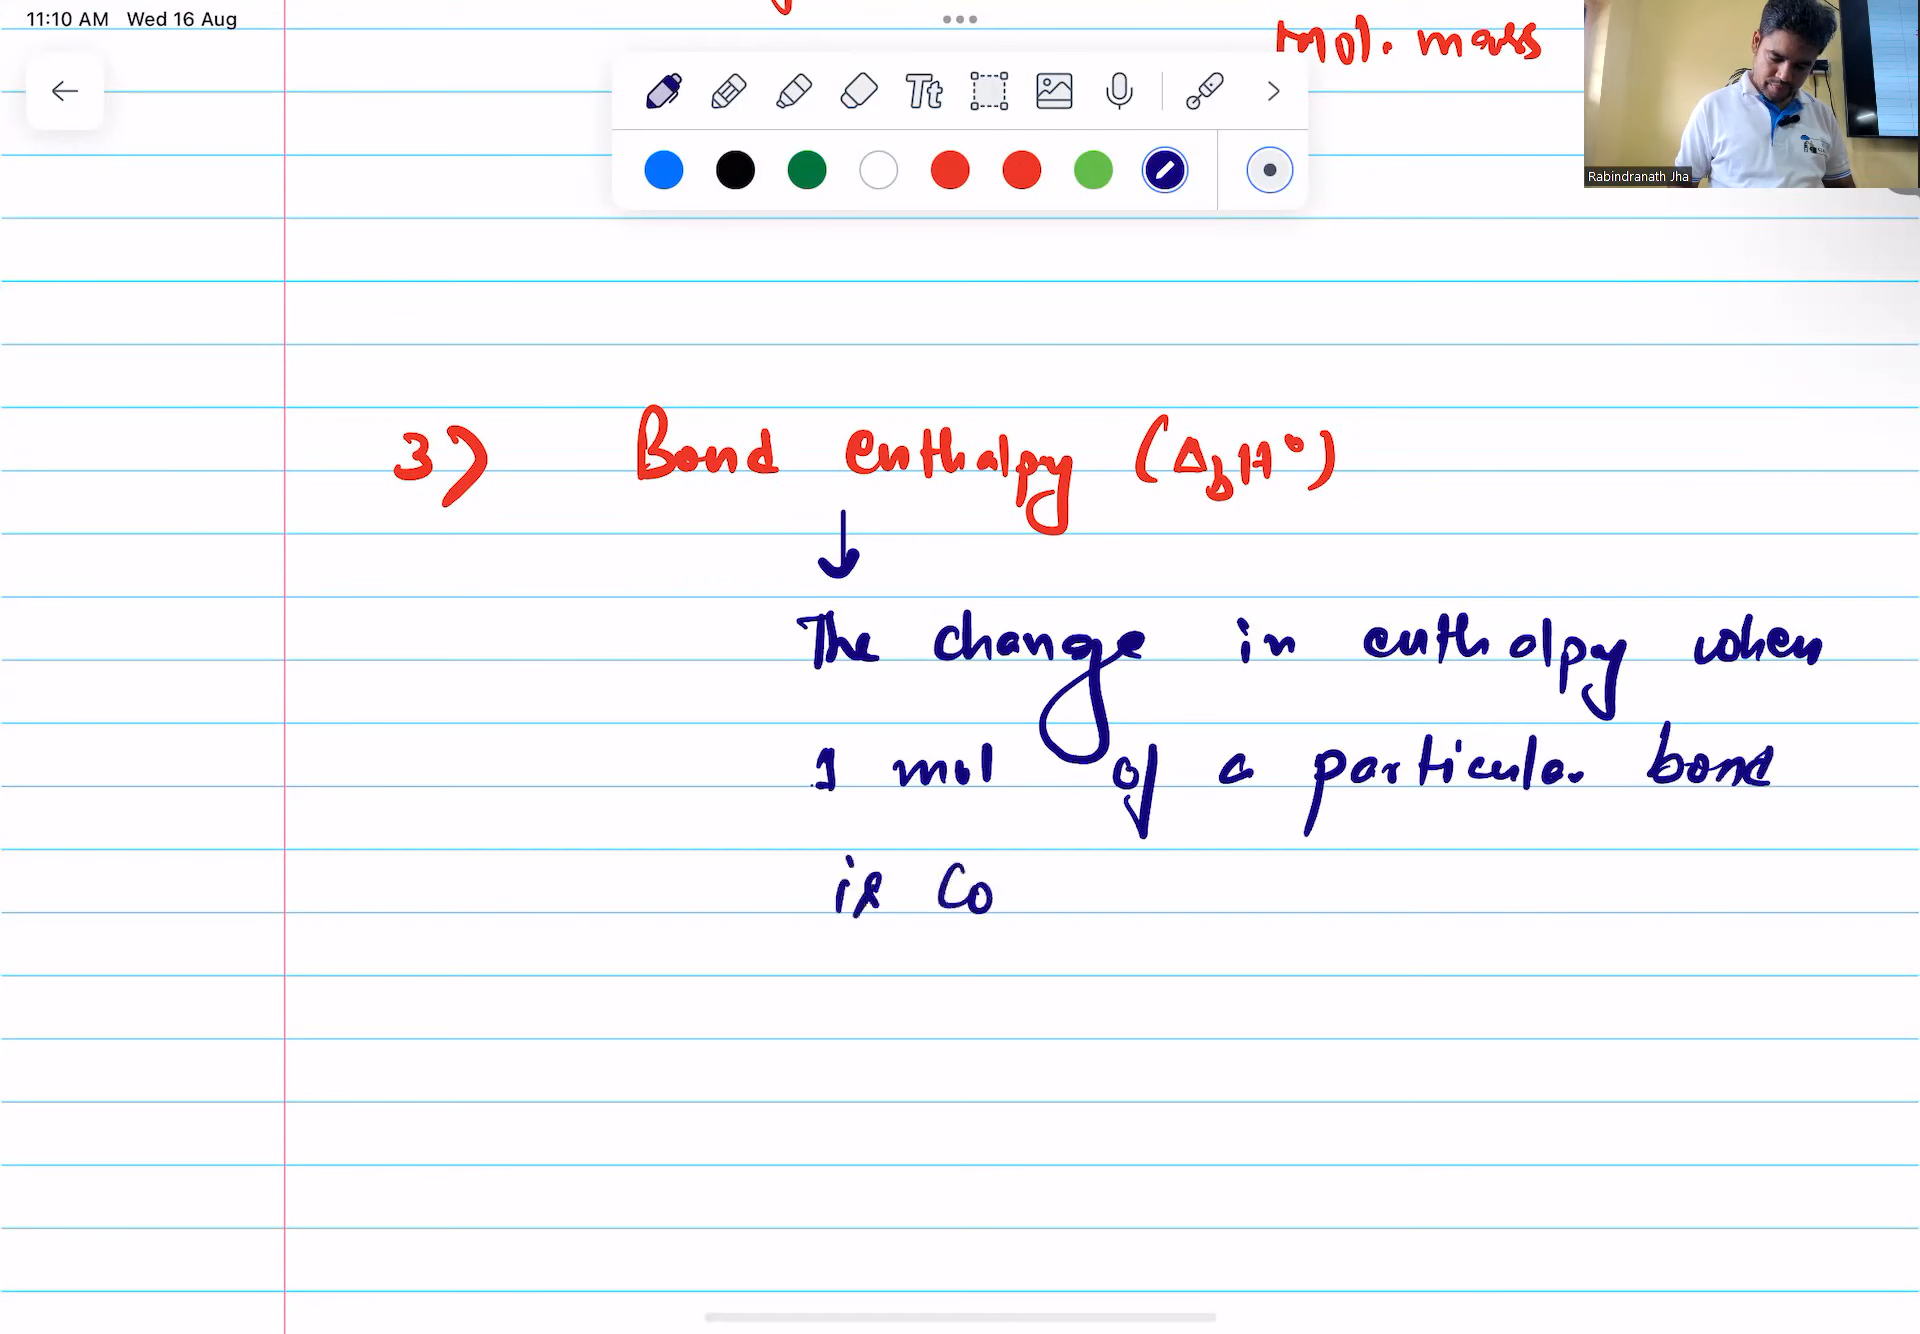 11:10 AM Wed 16 Aug
mol. mass
Tt
Rabindranath Jha
3) Bond enthalpy (ΔbH°)
↓
The change in enthalpy when
1 mol of a particular bond
is Co